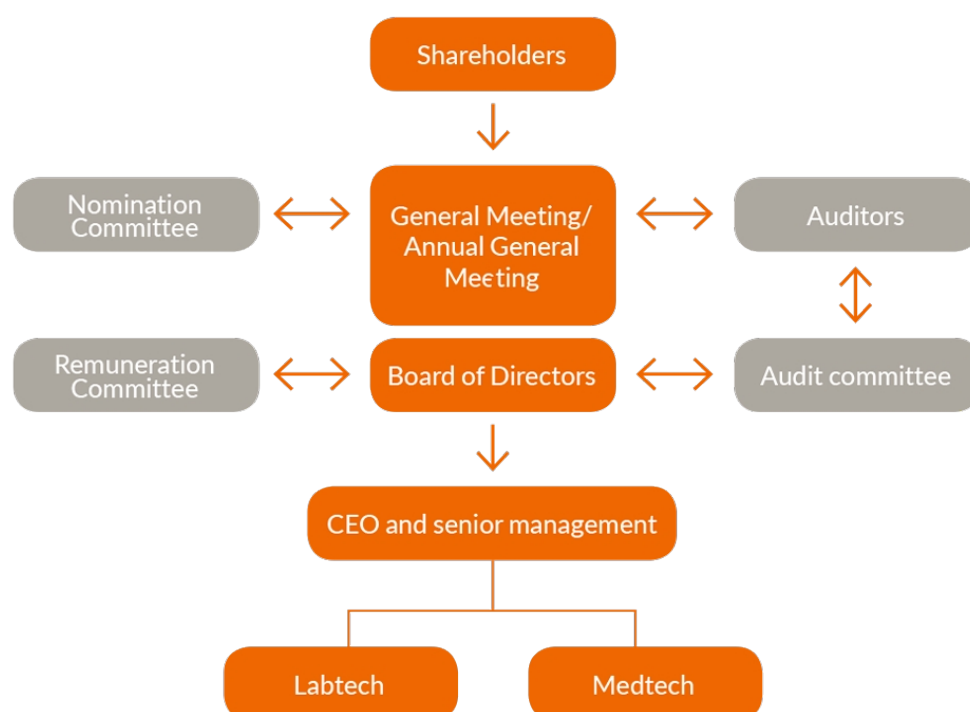 Shareholders
Nomination
Committee
General Meeting/
Annual General
Meeting
Auditors
Remuneration
Committee
Board of Directors
Audit committee
CEO and senior management
Labtech
Medtech